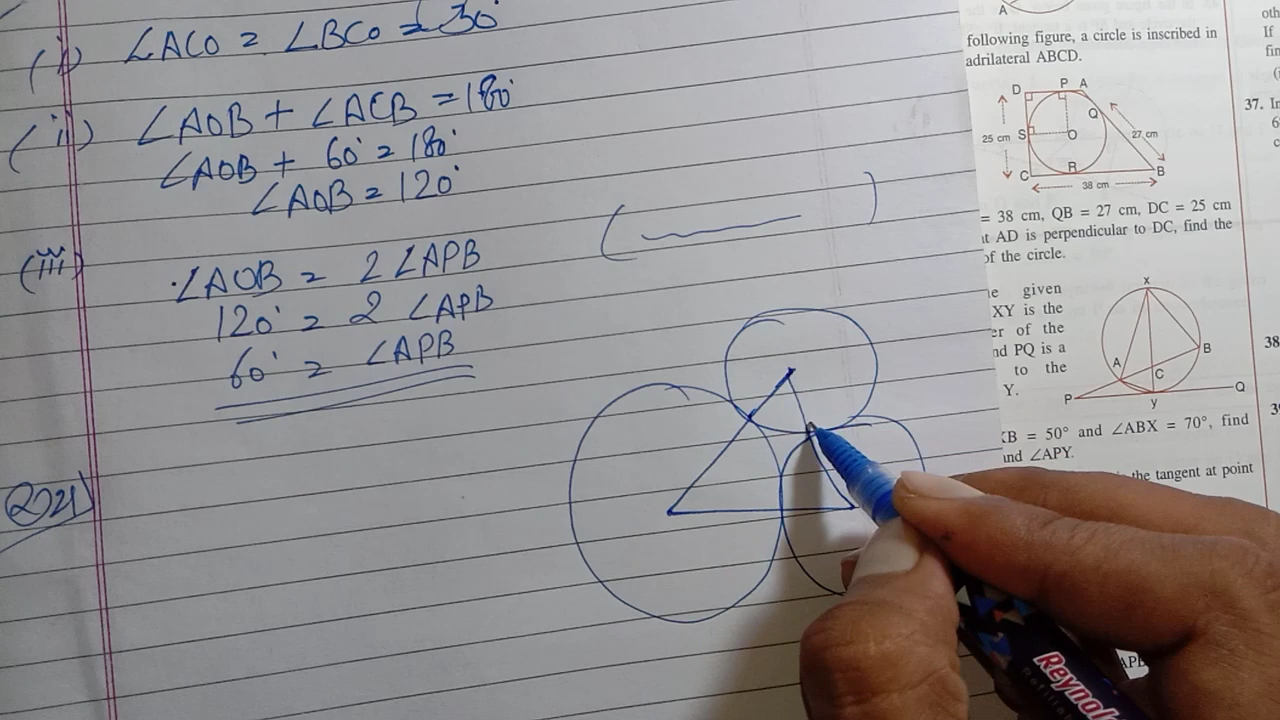 (i) ∠ACO = ∠BCO = 30°
(ii) ∠AOB + ∠ACB = 180°
∠AOB + 60° = 180°
∠AOB = 120°
(iii) ∠AOB = 2 ∠APB
120° = 2 ∠APB
60° = ∠APB
Q21)
A
following figure, a circle is inscribed in
adrilateral ABCD.
D P A
Q
25 cm S O 27 cm
R
C B
38 cm
= 38 cm, QB = 27 cm, DC = 25 cm
t AD is perpendicular to DC, find the
of the circle.
e given
XY is the
er of the
nd PQ is a
to the
Y.
X
B
A
C
P Q
y
B = 50° and ∠ABX = 70°, find
and ∠APY.
the tangent at point
37. In
38
Reynol